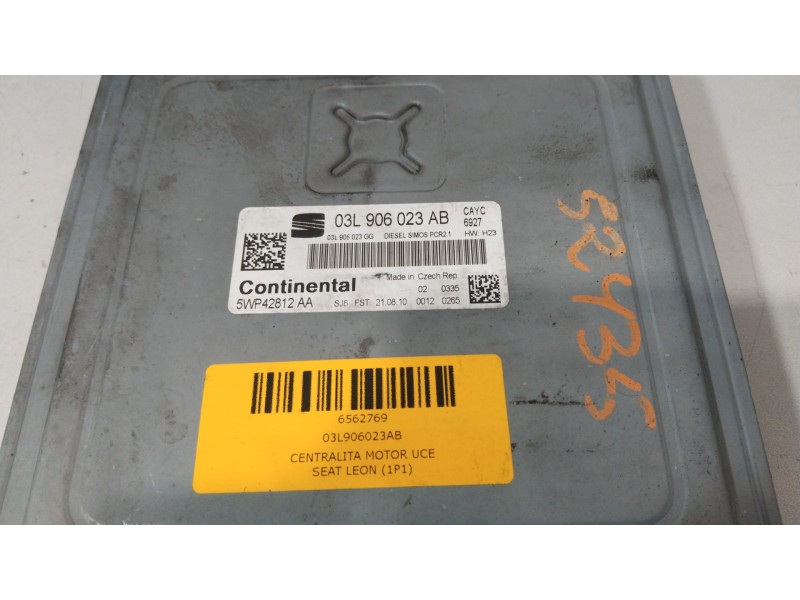 03L 906 023 AB
CAYC
6927
03L 906 023 GG DIESEL SIMOS PCR2.1 HW: H23
Continental
Made in Czech Rep.
02 0335
5WP42812 AA SJ6 FST 21.08.10 0012 0265
6562769
03L906023AB
CENTRALITA MOTOR UCE
SEAT LEON (1P1)
52435